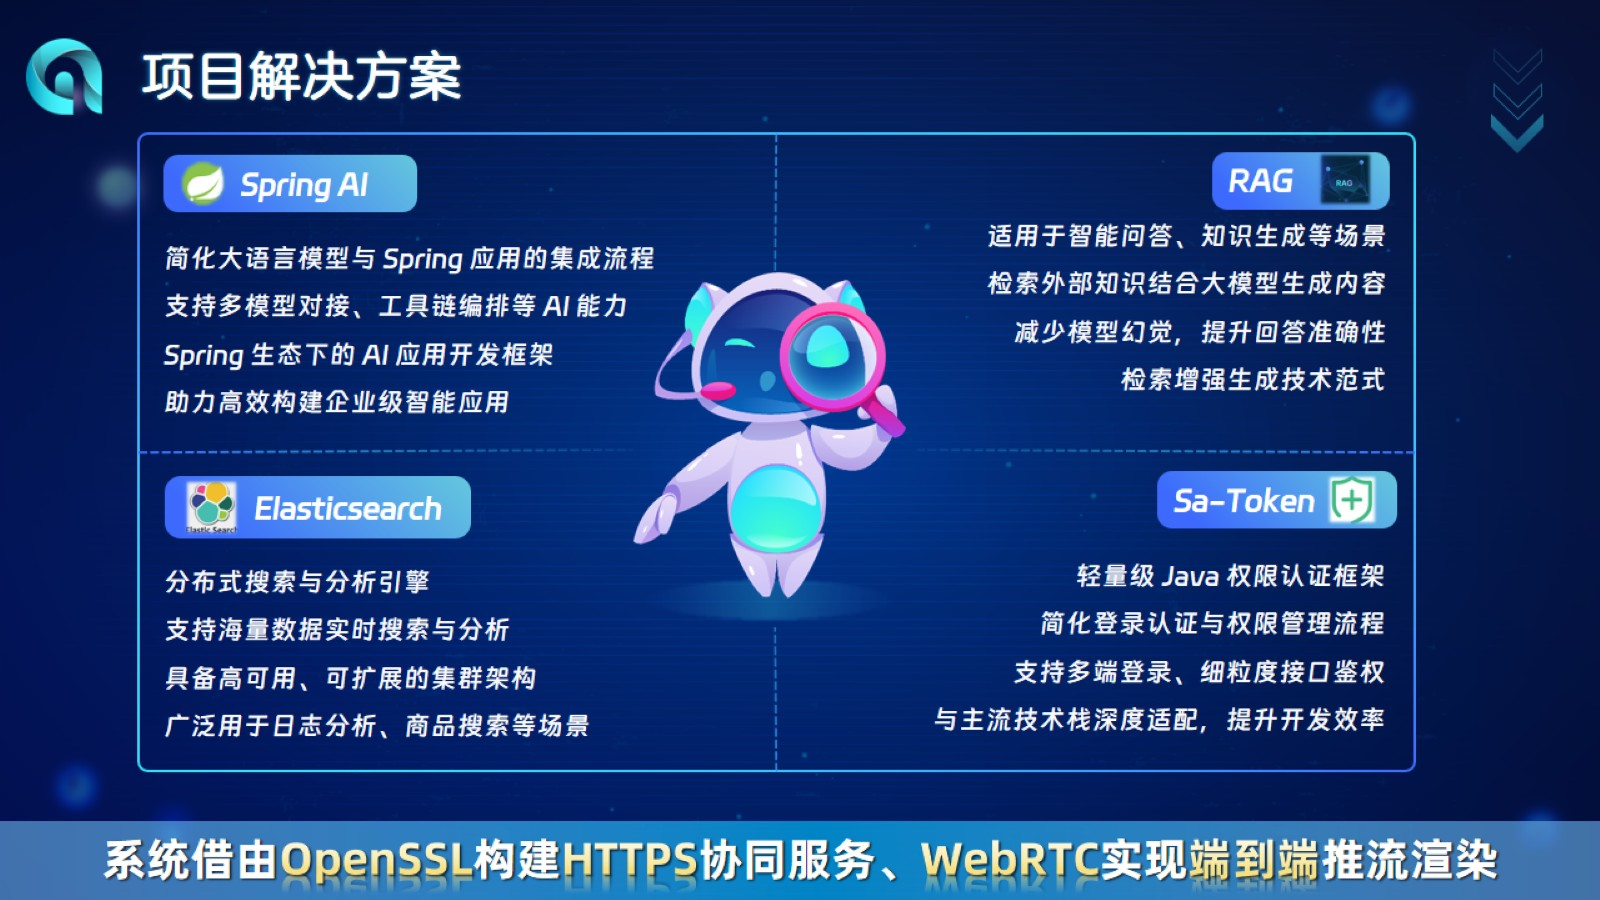 项目解决方案
Spring AI
简化大语言模型与 Spring 应用的集成流程
支持多模型对接、工具链编排等 AI 能力
Spring 生态下的 AI 应用开发框架
助力高效构建企业级智能应用
RAG
RAG
适用于智能问答、知识生成等场景
检索外部知识结合大模型生成内容
减少模型幻觉，提升回答准确性
检索增强生成技术范式
Elastic Search
Elasticsearch
分布式搜索与分析引擎
支持海量数据实时搜索与分析
具备高可用、可扩展的集群架构
广泛用于日志分析、商品搜索等场景
Sa-Token
轻量级 Java 权限认证框架
简化登录认证与权限管理流程
支持多端登录、细粒度接口鉴权
与主流技术栈深度适配，提升开发效率
系统借由OpenSSL构建HTTPS协同服务、WebRTC实现端到端推流渲染